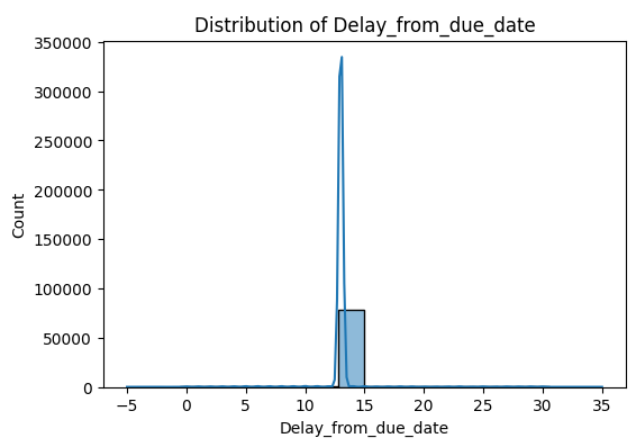 Distribution of Delay_from_due_date
350000
300000
250000
200000
150000
100000
50000
0
Count
−5 0 5 10 15 20 25 30 35
Delay_from_due_date